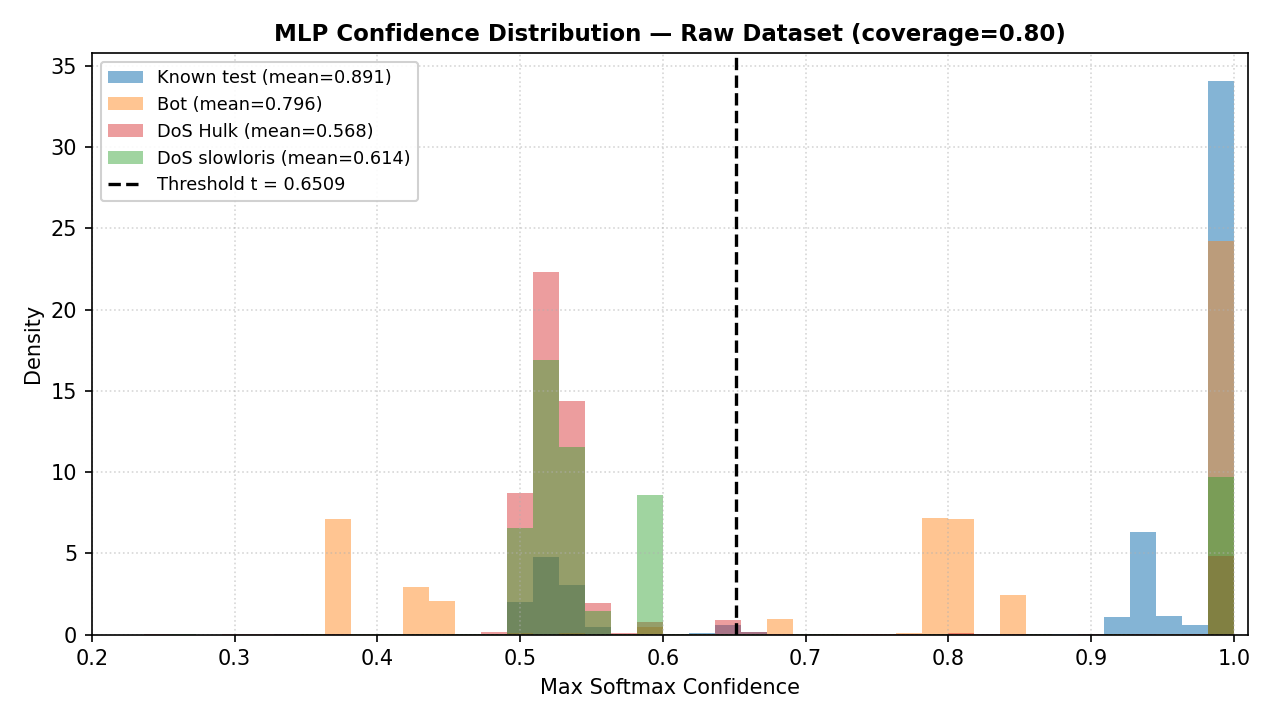 MLP Confidence Distribution — Raw Dataset (coverage=0.80)
Known test (mean=0.891)
Bot (mean=0.796)
DoS Hulk (mean=0.568)
DoS slowloris (mean=0.614)
Threshold t = 0.6509
Density
35
30
25
20
15
10
5
0
0.2 0.3 0.4 0.5 0.6 0.7 0.8 0.9 1.0
Max Softmax Confidence